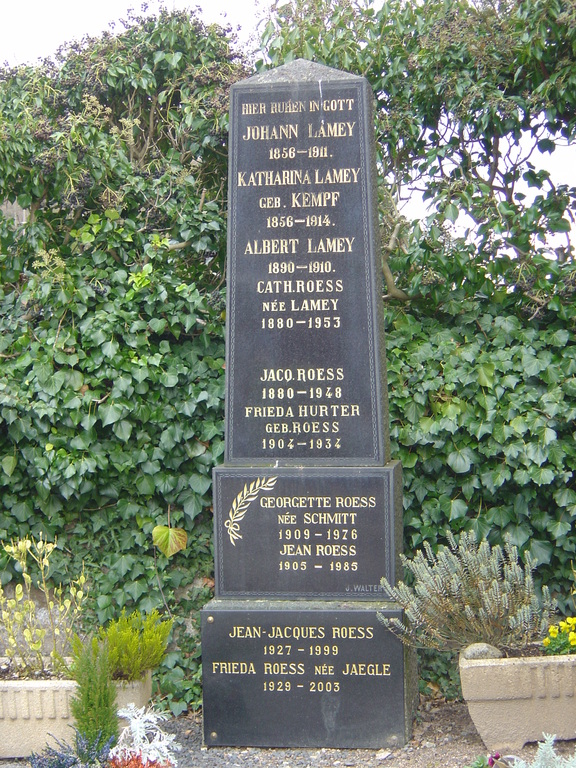 HIER RUHEN IN GOTT
JOHANN LAMEY
1856–1911.
KATHARINA LAMEY
GEB. KEMPF
1856–1914.
ALBERT LAMEY
1890–1910.
CATH. ROESS
NÉE LAMEY
1880–1953
JACQ. ROESS
1880–1948
FRIEDA HURTER
GEB. ROESS
1904–1934
GEORGETTE ROESS
NÉE SCHMITT
1909 - 1976
JEAN ROESS
1905 - 1985
J. WALTER
JEAN-JACQUES ROESS
1927 - 1999
FRIEDA ROESS NÉE JAEGLE
1929 - 2003